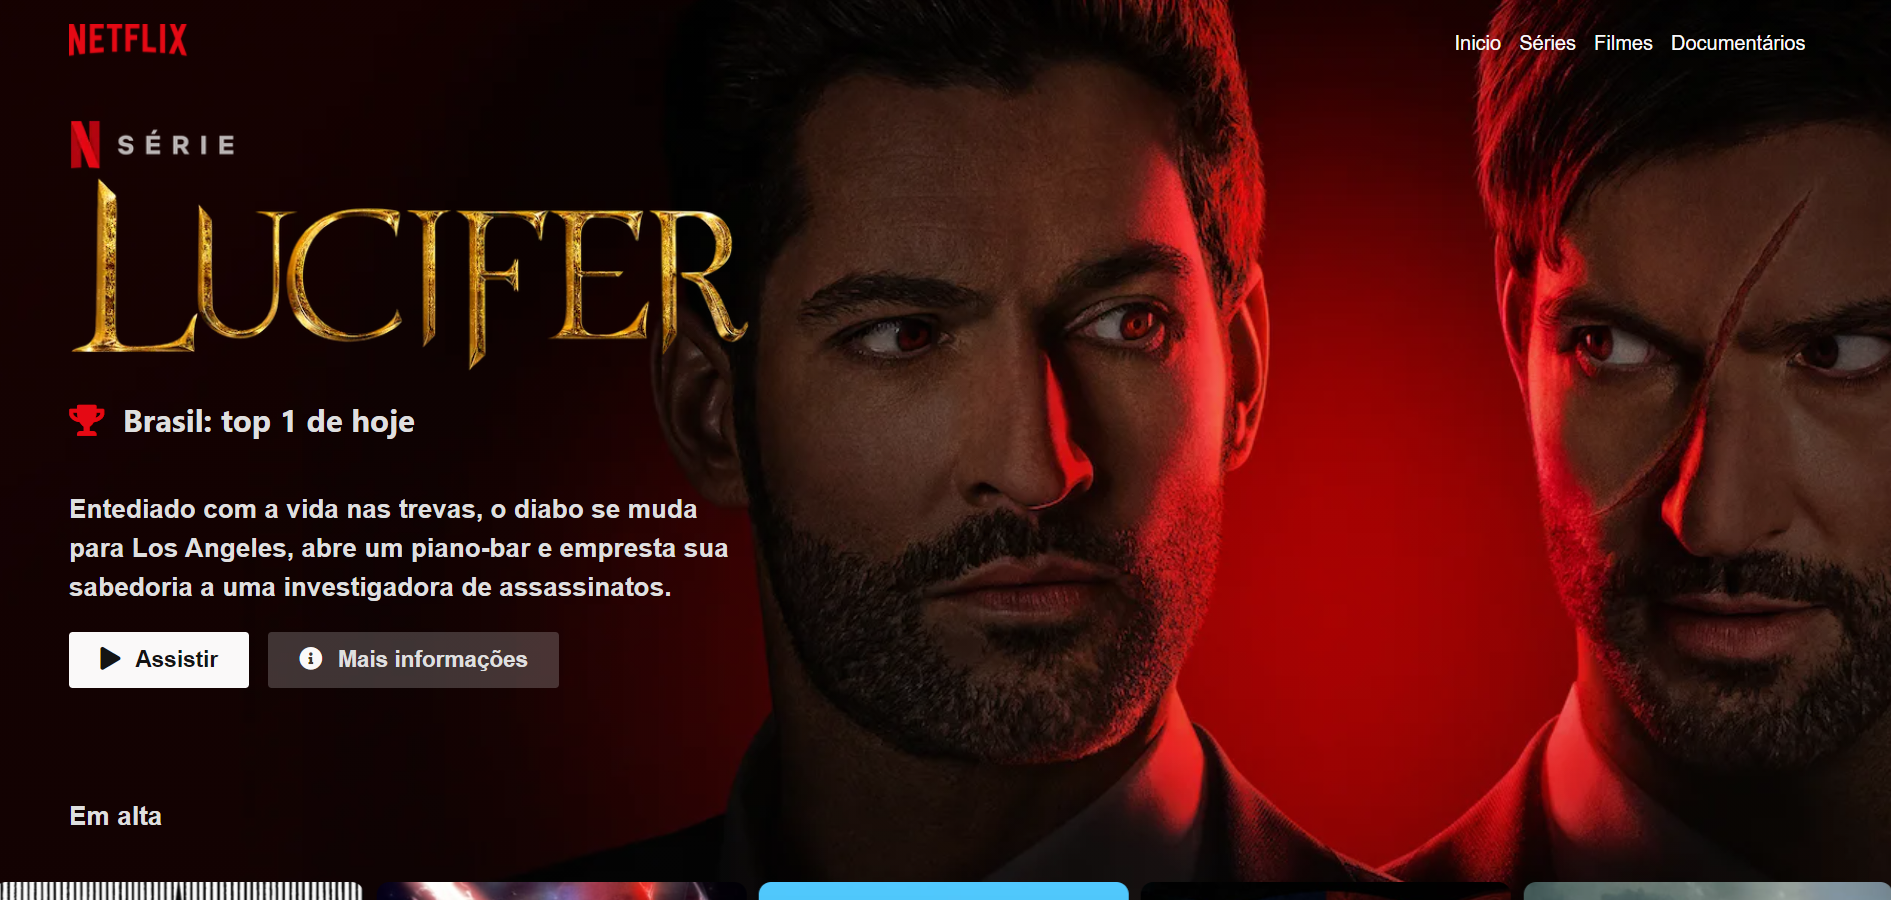 NETFLIX
Inicio Séries Filmes Documentários
N SÉRIE
LUCIFER
Brasil: top 1 de hoje
Entediado com a vida nas trevas, o diabo se muda
para Los Angeles, abre um piano-bar e empresta sua
sabedoria a uma investigadora de assassinatos.
Assistir
Mais informações
Em alta